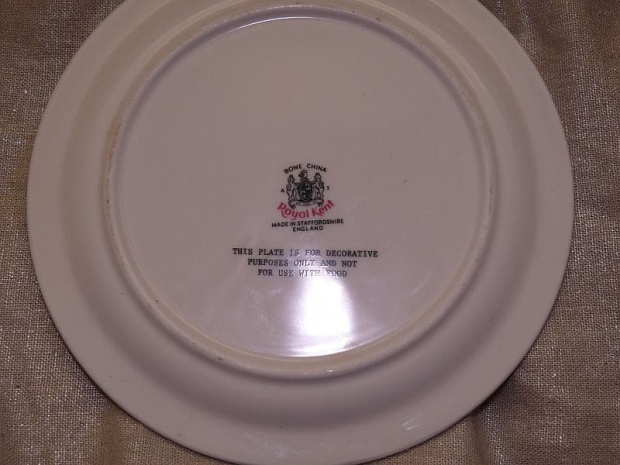 BONE CHINA
A S
Royal Kent
MADE IN STAFFORDSHIRE
ENGLAND
THIS PLATE IS FOR DECORATIVE
PURPOSES ONLY AND NOT
FOR USE WITH FOOD